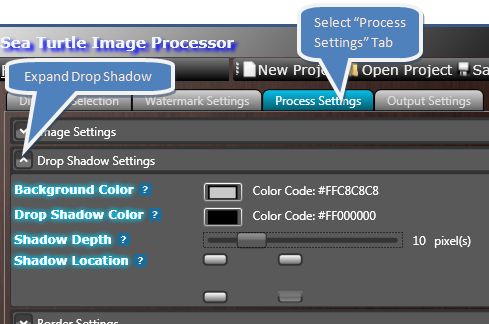 Select “Process
Settings” Tab
Sea Turtle Image Processor
Expand Drop Shadow
New Proje Open Project Sa
Selection Watermark Settings Process Settings Output Settings
Image Settings
Drop Shadow Settings
Background Color ? Color Code: #FFC8C8C8
Drop Shadow Color ? Color Code: #FF000000
Shadow Depth ? 10 pixel(s)
Shadow Location ?
Border Settings